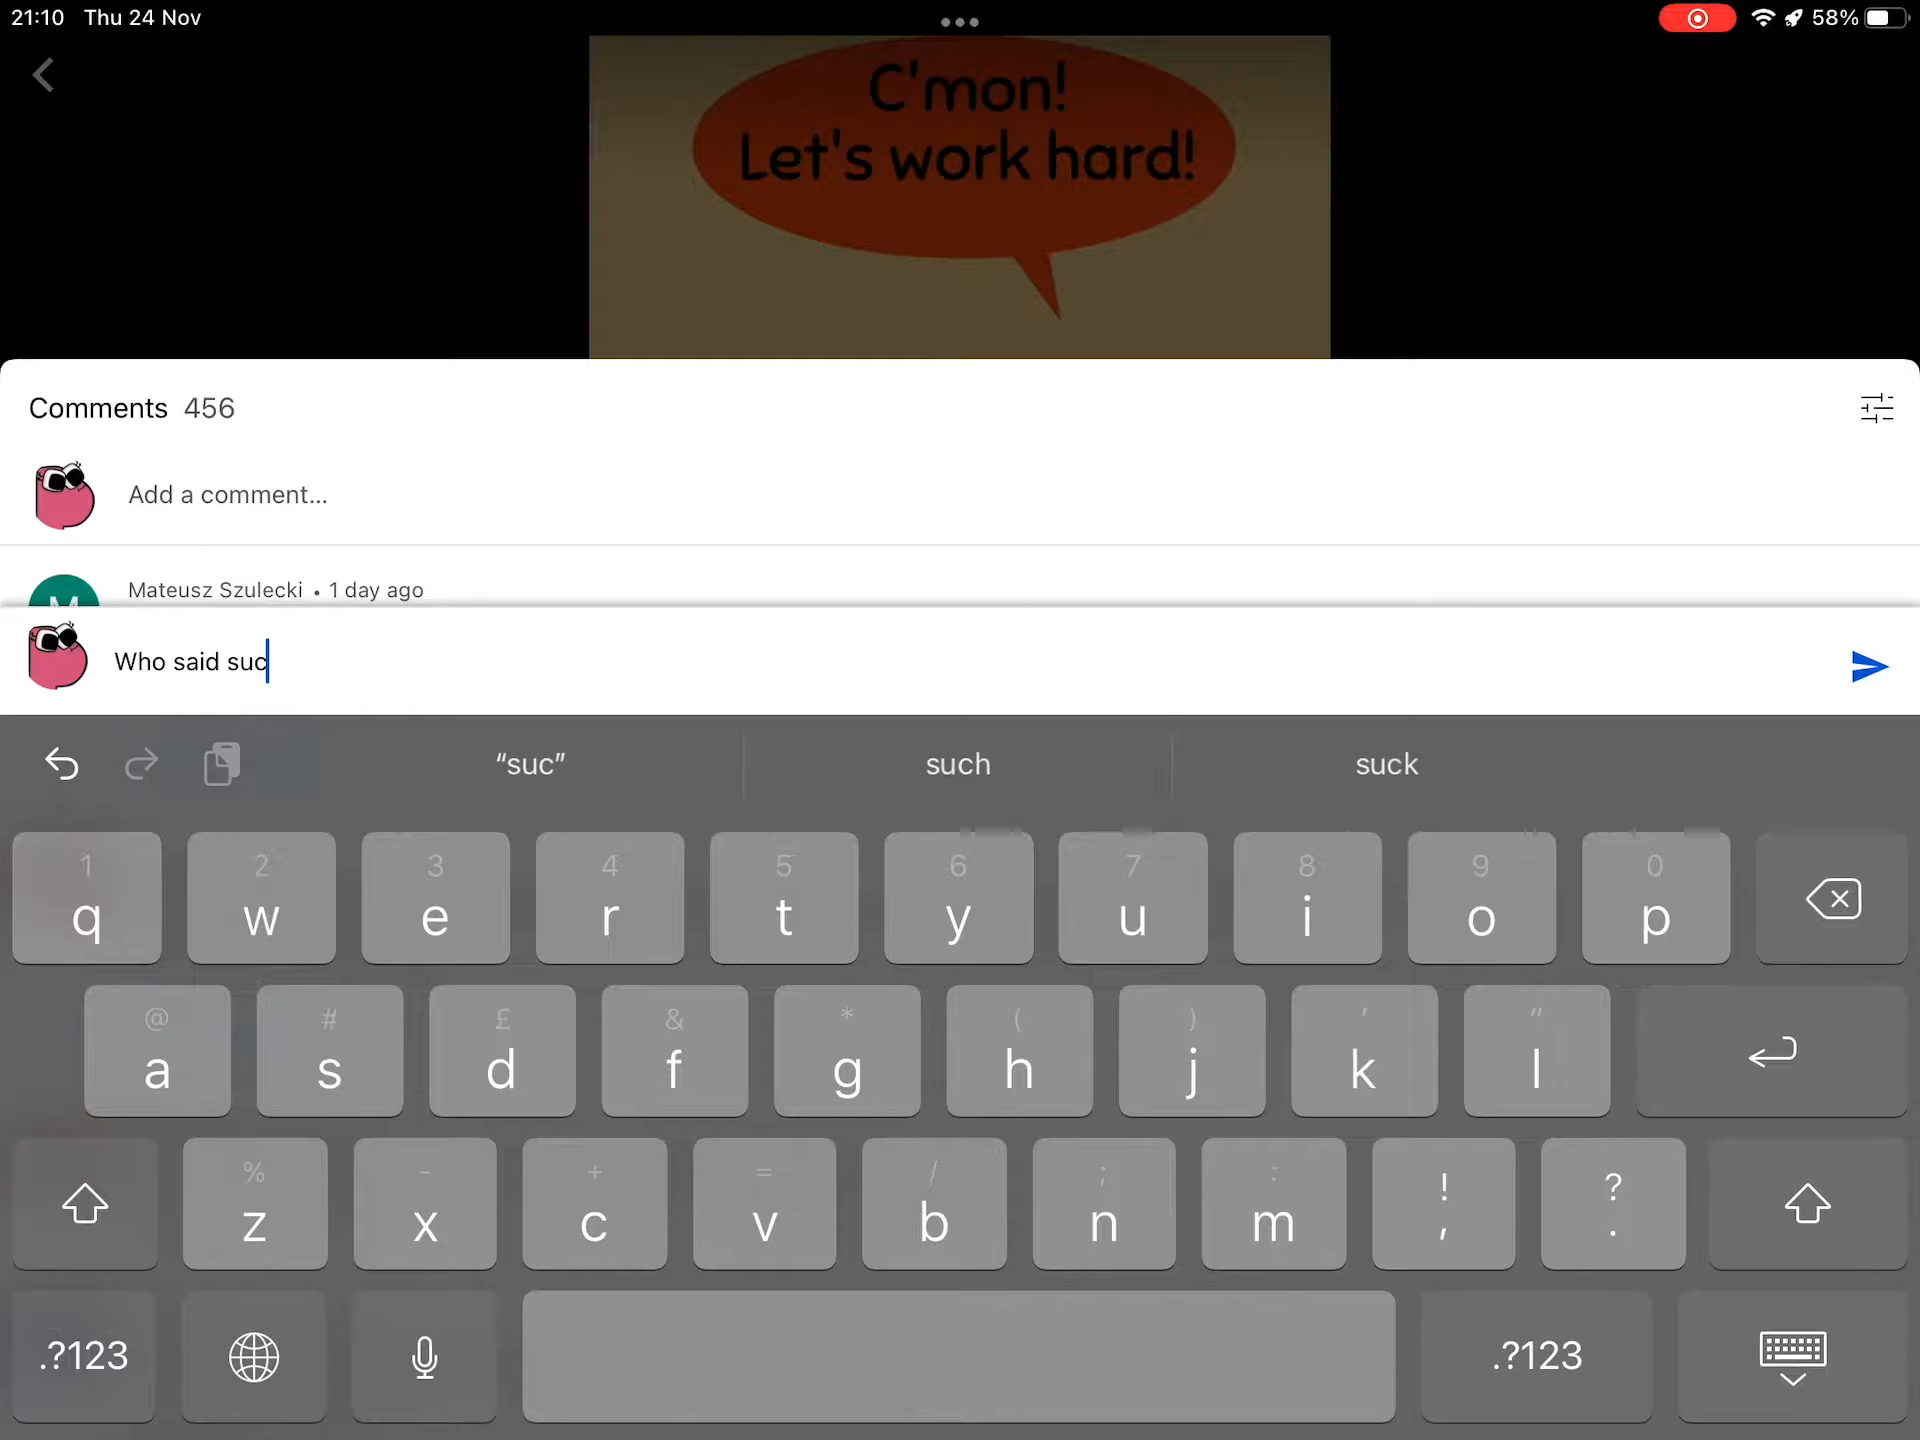 21:10 Thu 24 Nov
58%
C'mon!
Let's work hard!
Comments 456
Add a comment...
M
Mateusz Szulecki • 1 day ago
Who said suc
“suc” such suck
1 2 3 4 5 6 7 8 9 0
q w e r t y u i o p
@ # £ & * ( ) ' "
a s d f g h j k l
% - + = / ; : ! ?
z x c v b n m , .
.?123 .?123